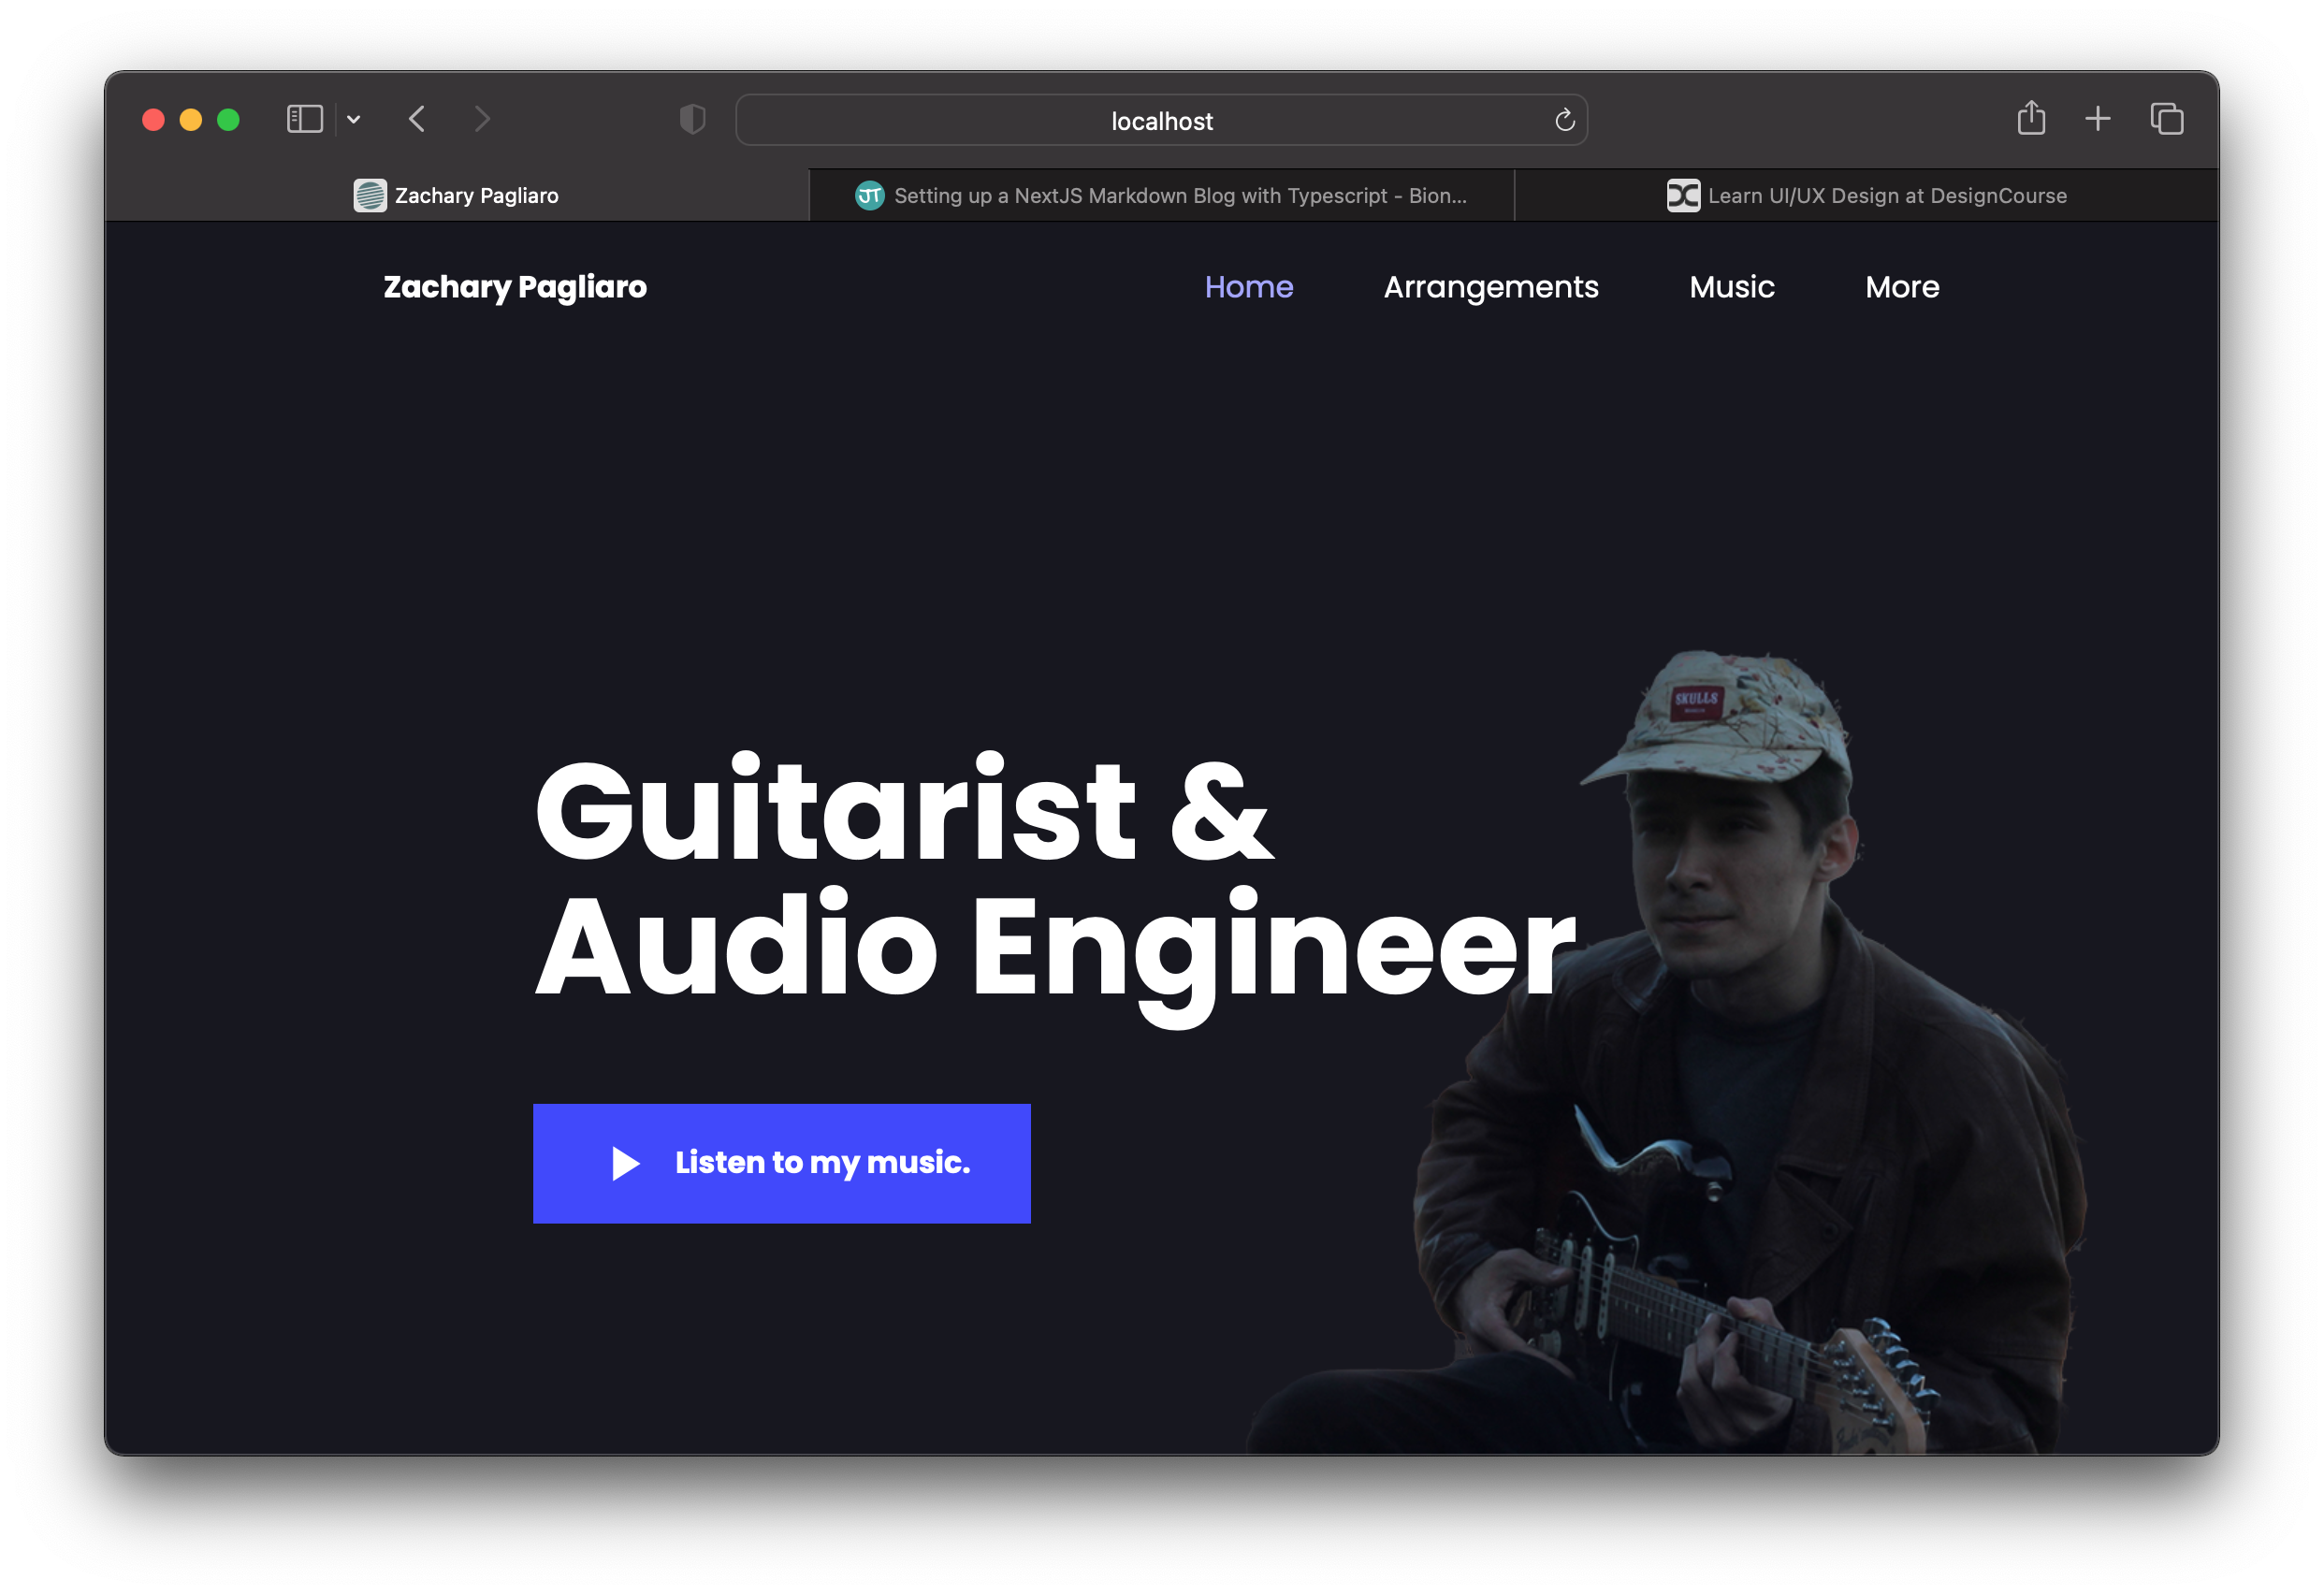 localhost
Zachary Pagliaro
JT Setting up a NextJS Markdown Blog with Typescript - Bion...
Learn UI/UX Design at DesignCourse
Zachary Pagliaro
Home
Arrangements
Music
More
SKULLS
Guitarist &
Audio Engineer
Listen to my music.